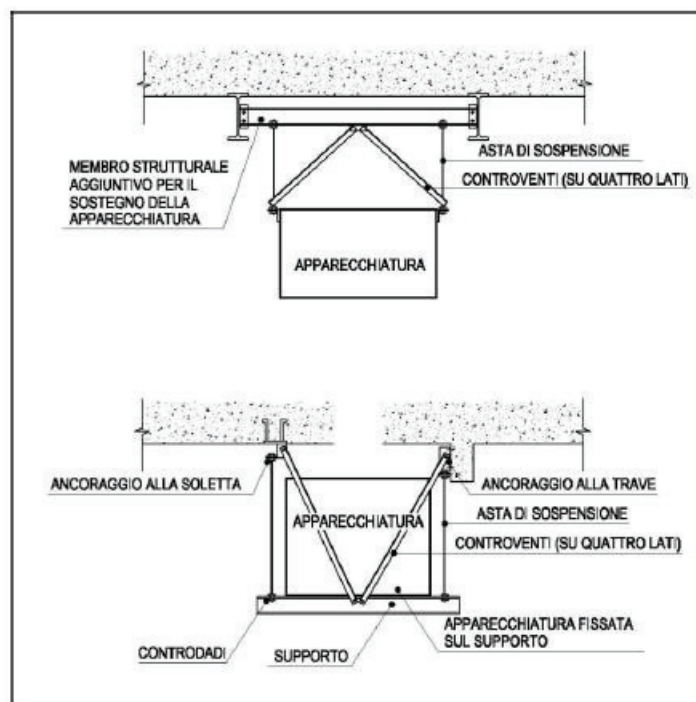 MEMBRO STRUTTURALE
AGGIUNTIVO PER IL
SOSTEGNO DELLA
APPARECCHIATURA
ASTA DI SOSPENSIONE
CONTROVENTI (SU QUATTRO LATI)
APPARECCHIATURA
ANCORAGGIO ALLA SOLETTA
APPARECCHIATURA
ANCORAGGIO ALLA TRAVE
ASTA DI SOSPENSIONE
CONTROVENTI (SU QUATTRO LATI)
APPARECCHIATURA FISSATA
SUL SUPPORTO
CONTRODADI
SUPPORTO